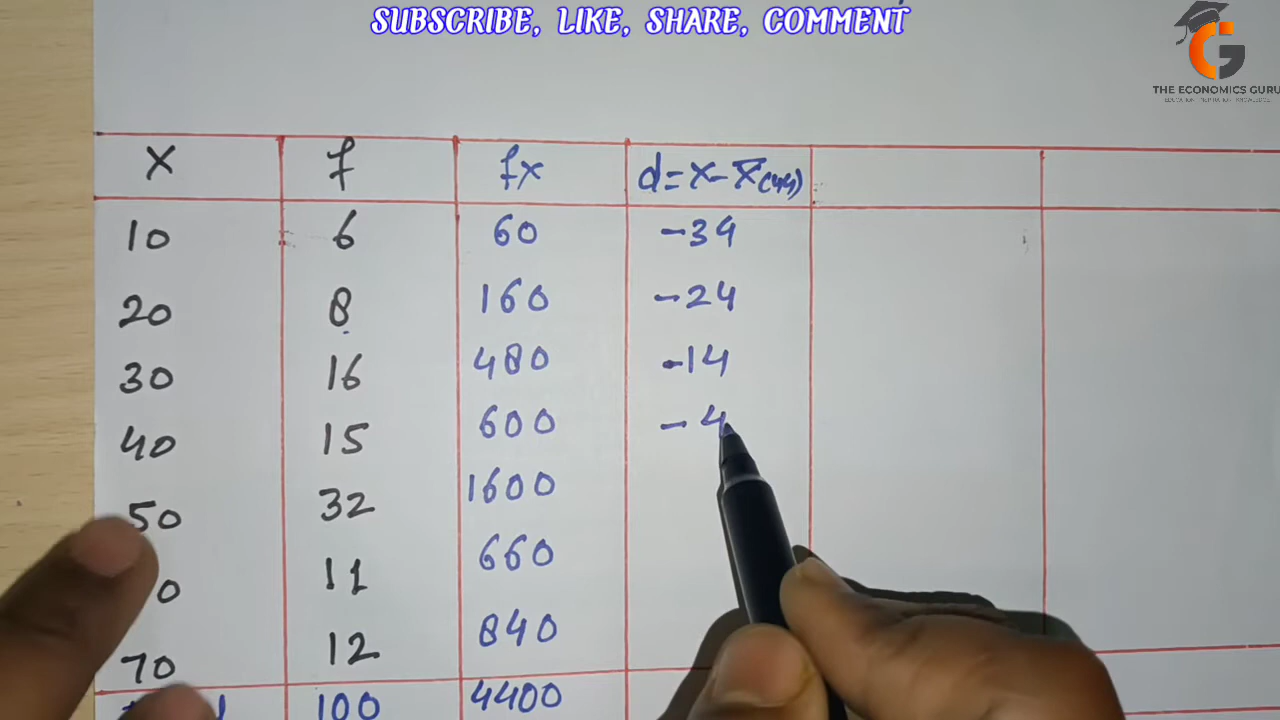 SUBSCRIBE, LIKE, SHARE, COMMENT
G
THE ECONOMICS GURU
X f fx d=x-x̄(44)
10 6 60 -34
20 8 160 -24
30 16 480 -14
40 15 600 -4
50 32 1600
0 11 660
70 12 840
100 4400